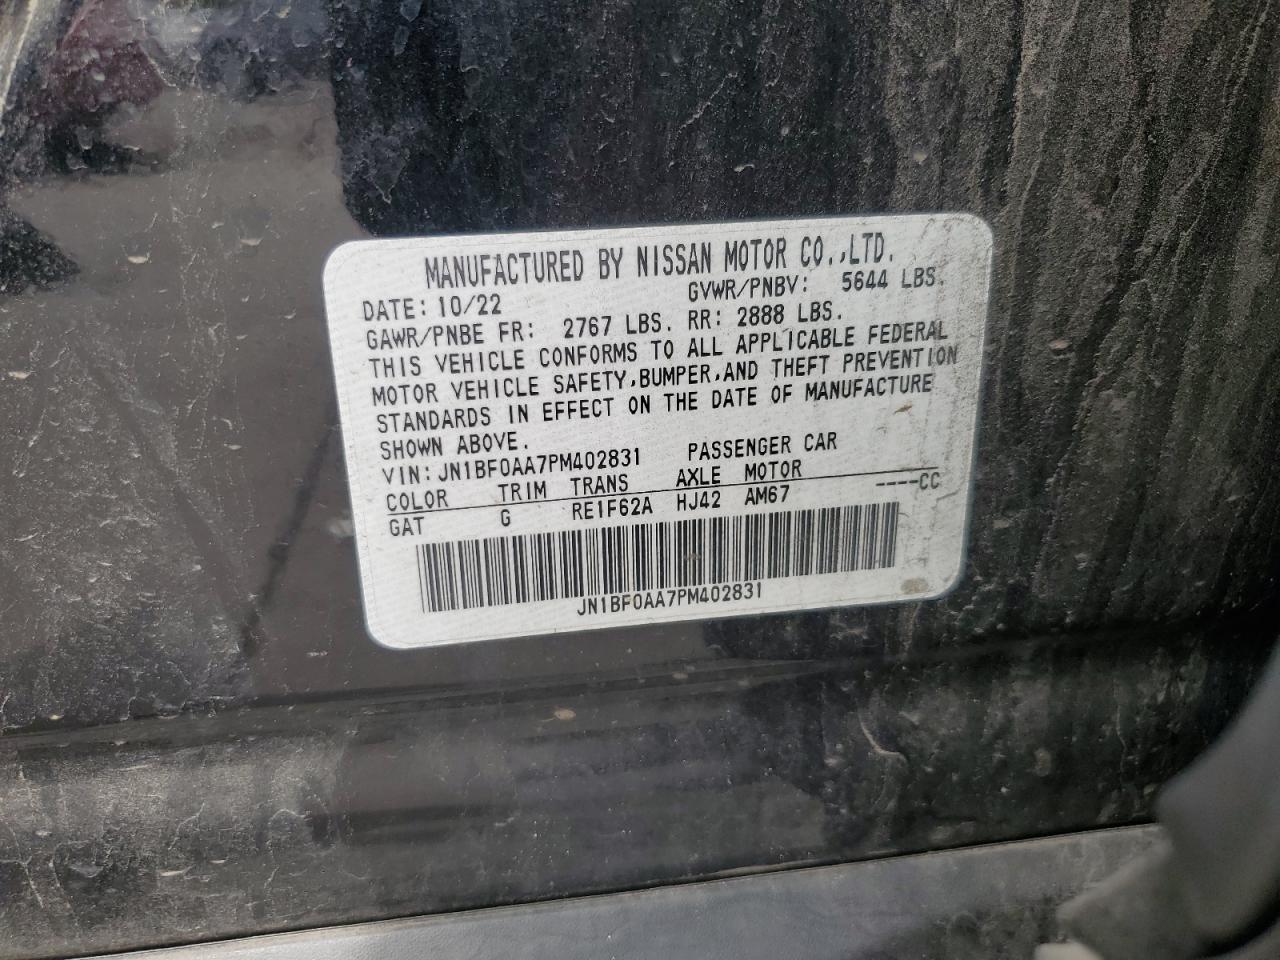 MANUFACTURED BY NISSAN MOTOR CO.,LTD.
DATE: 10/22 GVWR/PNBV: 5644 LBS.
GAWR/PNBE FR: 2767 LBS. RR: 2888 LBS.
THIS VEHICLE CONFORMS TO ALL APPLICABLE FEDERAL
MOTOR VEHICLE SAFETY,BUMPER,AND THEFT PREVENTION
STANDARDS IN EFFECT ON THE DATE OF MANUFACTURE
SHOWN ABOVE.
VIN: JN1BF0AA7PM402831 PASSENGER CAR
COLOR TRIM TRANS AXLE MOTOR ----CC
GAT G RE1F62A HJ42 AM67
JN1BF0AA7PM402831